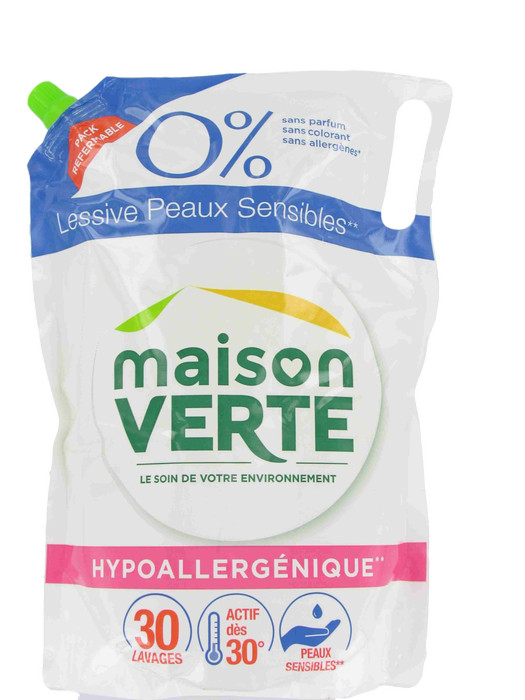 PACK
REFERMABLE
0%
sans parfum
sans colorant
sans allergènes*
Lessive Peaux Sensibles**
maison
VERTE
LE SOIN DE VOTRE ENVIRONNEMENT
HYPOALLERGÉNIQUE**
30
LAVAGES
ACTIF
dès
30°
PEAUX
SENSIBLES**